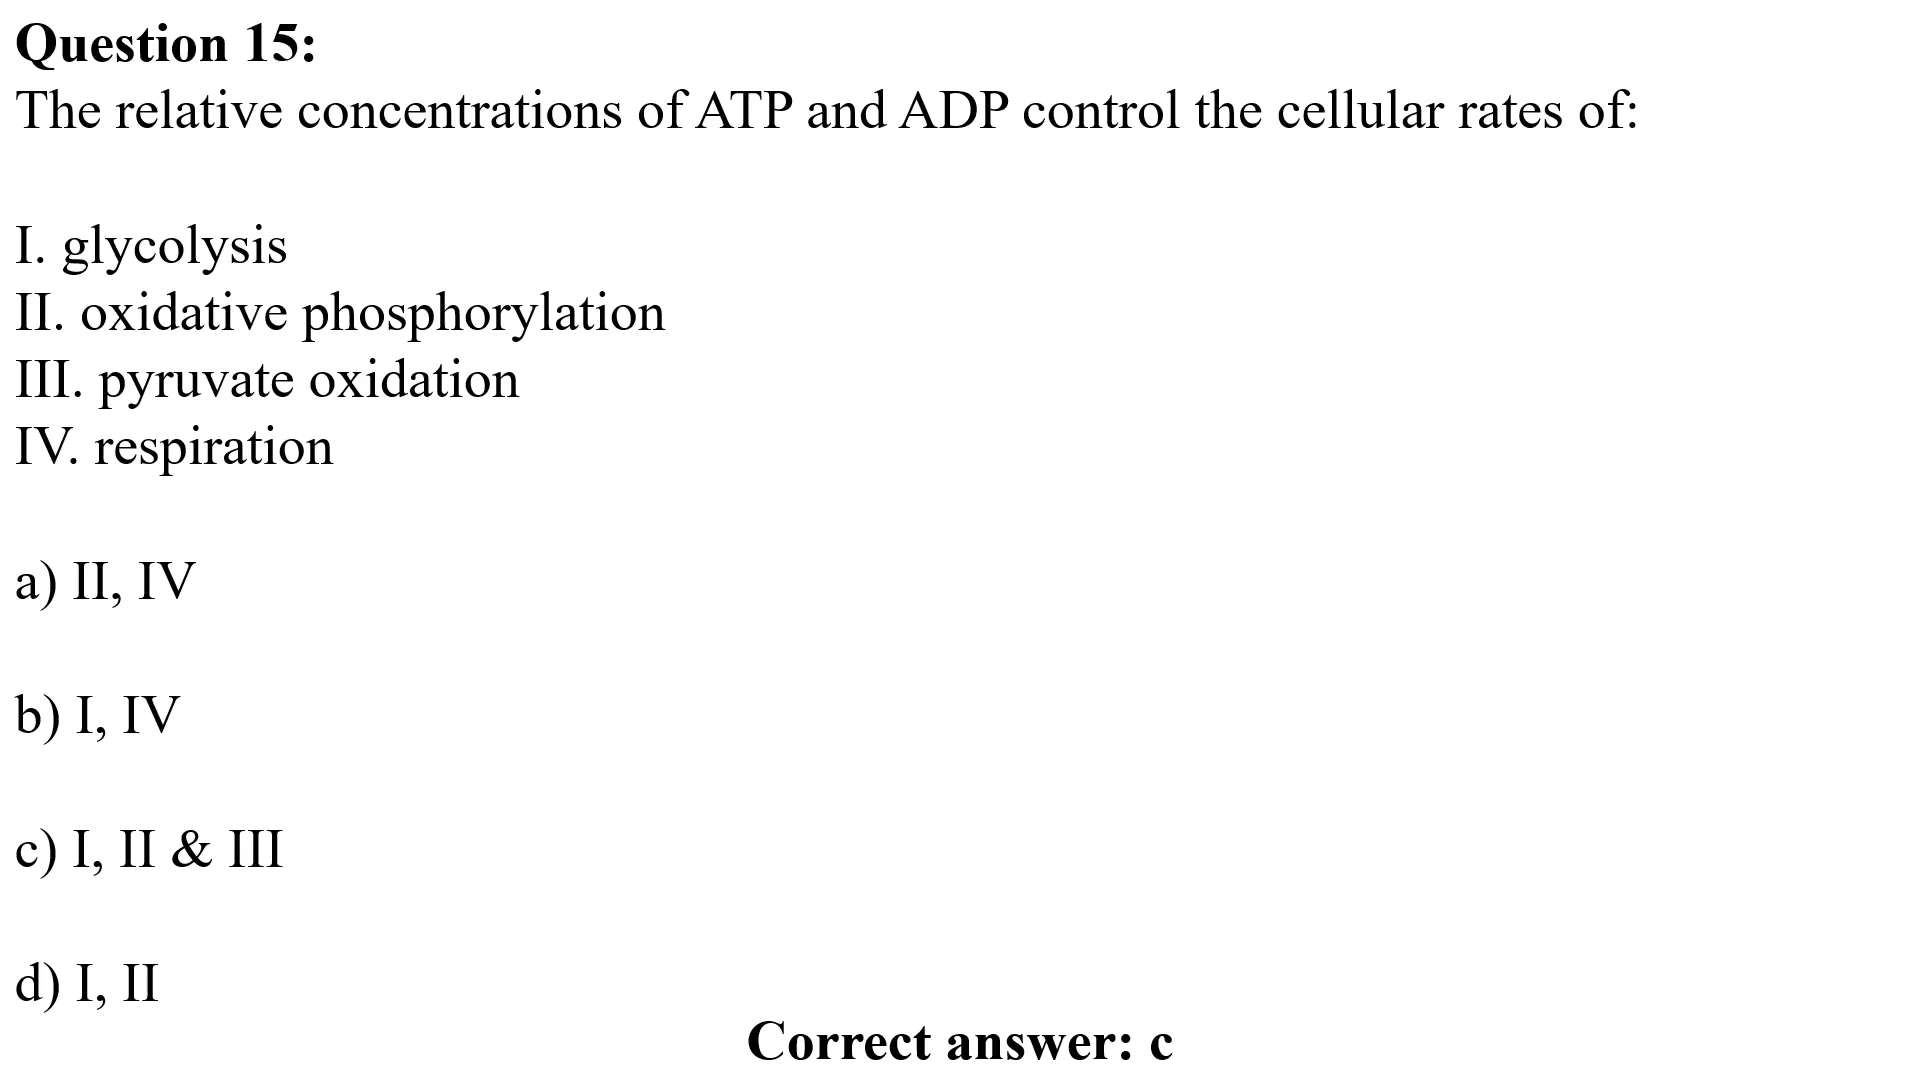 Question 15:
The relative concentrations of ATP and ADP control the cellular rates of:
I. glycolysis
II. oxidative phosphorylation
III. pyruvate oxidation
IV. respiration
a) II, IV
b) I, IV
c) I, II & III
d) I, II
Correct answer: c